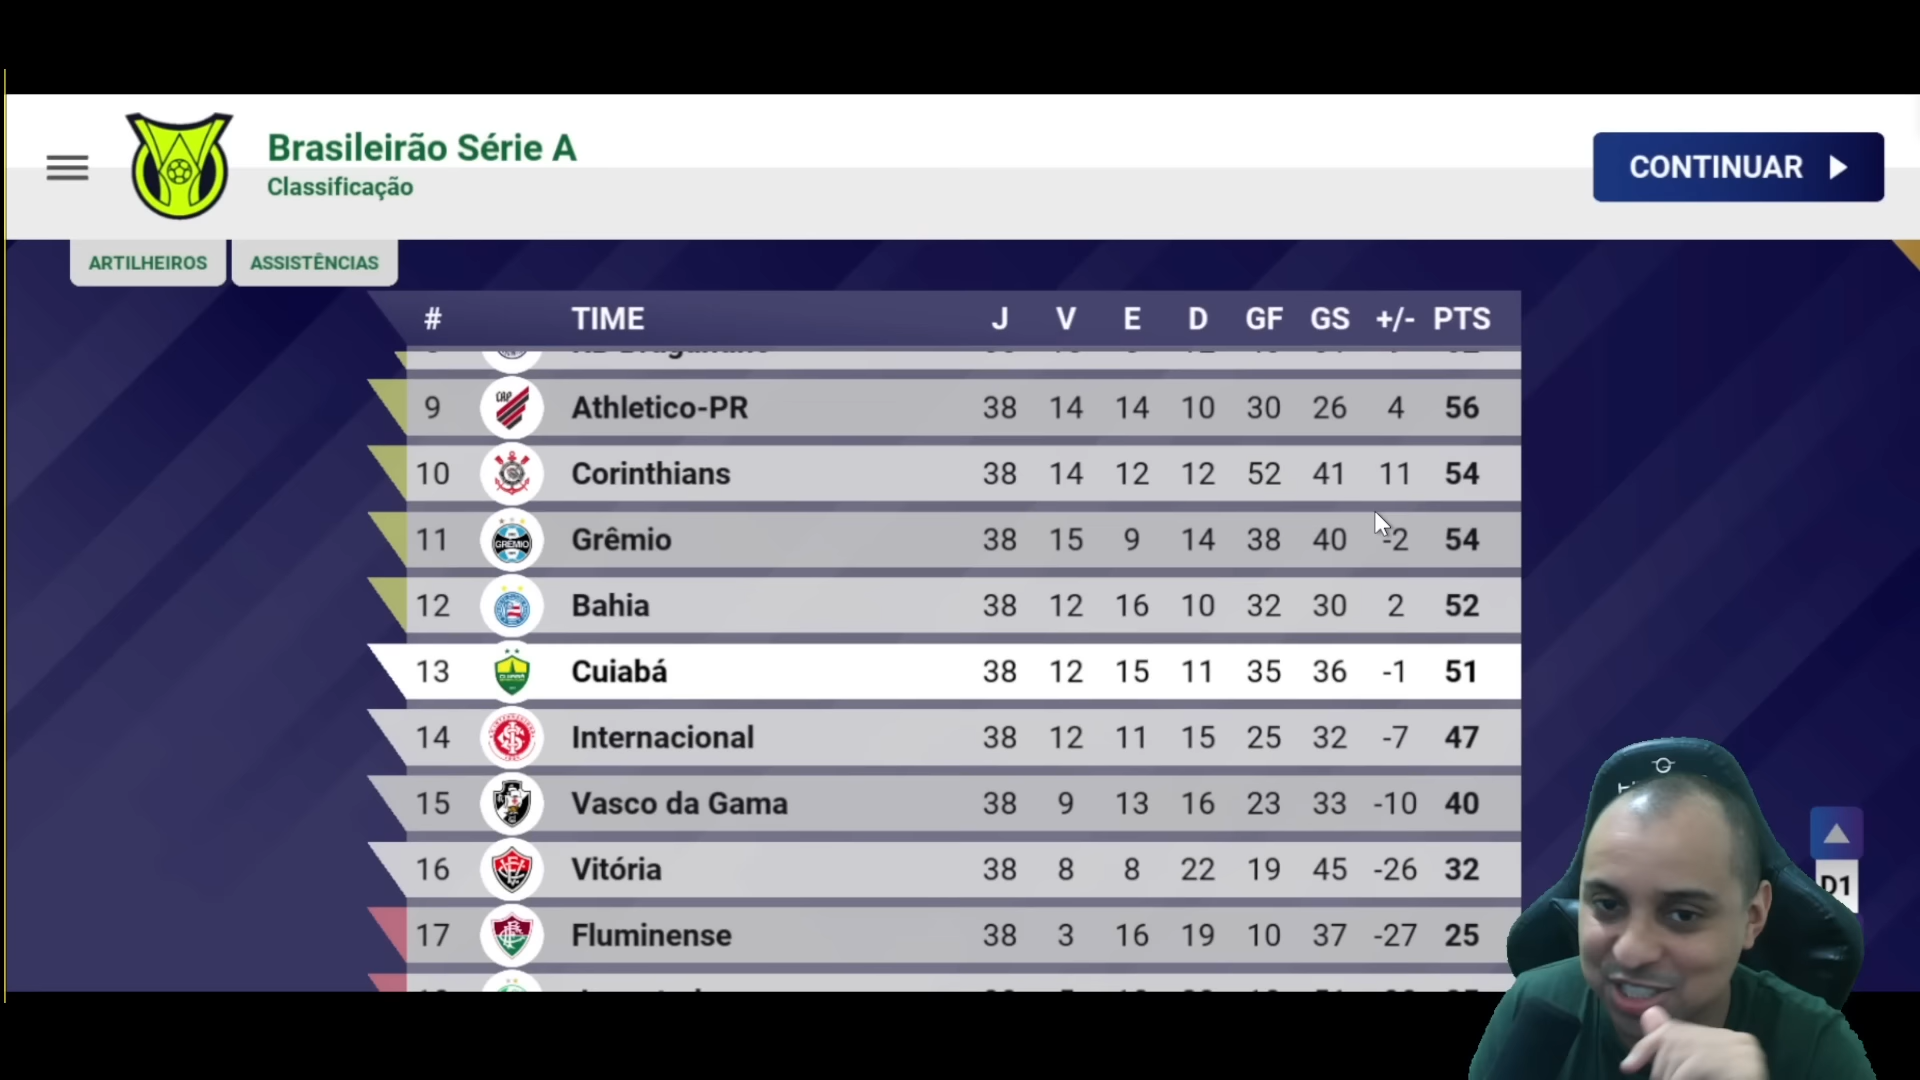 Brasileirão Série A
Classificação
CONTINUAR
ARTILHEIROS ASSISTÊNCIAS
# TIME J V E D GF GS +/- PTS
9 Athletico-PR 38 14 14 10 30 26 4 56
10 Corinthians 38 14 12 12 52 41 11 54
11 Grêmio 38 15 9 14 38 40 -2 54
12 Bahia 38 12 16 10 32 30 2 52
13 Cuiabá 38 12 15 11 35 36 -1 51
14 Internacional 38 12 11 15 25 32 -7 47
15 Vasco da Gama 38 9 13 16 23 33 -10 40
16 Vitória 38 8 8 22 19 45 -26 32
17 Fluminense 38 3 16 19 10 37 -27 25
D1